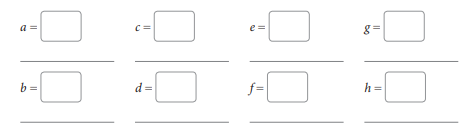 a = c = e = g =
b = d = f = h =